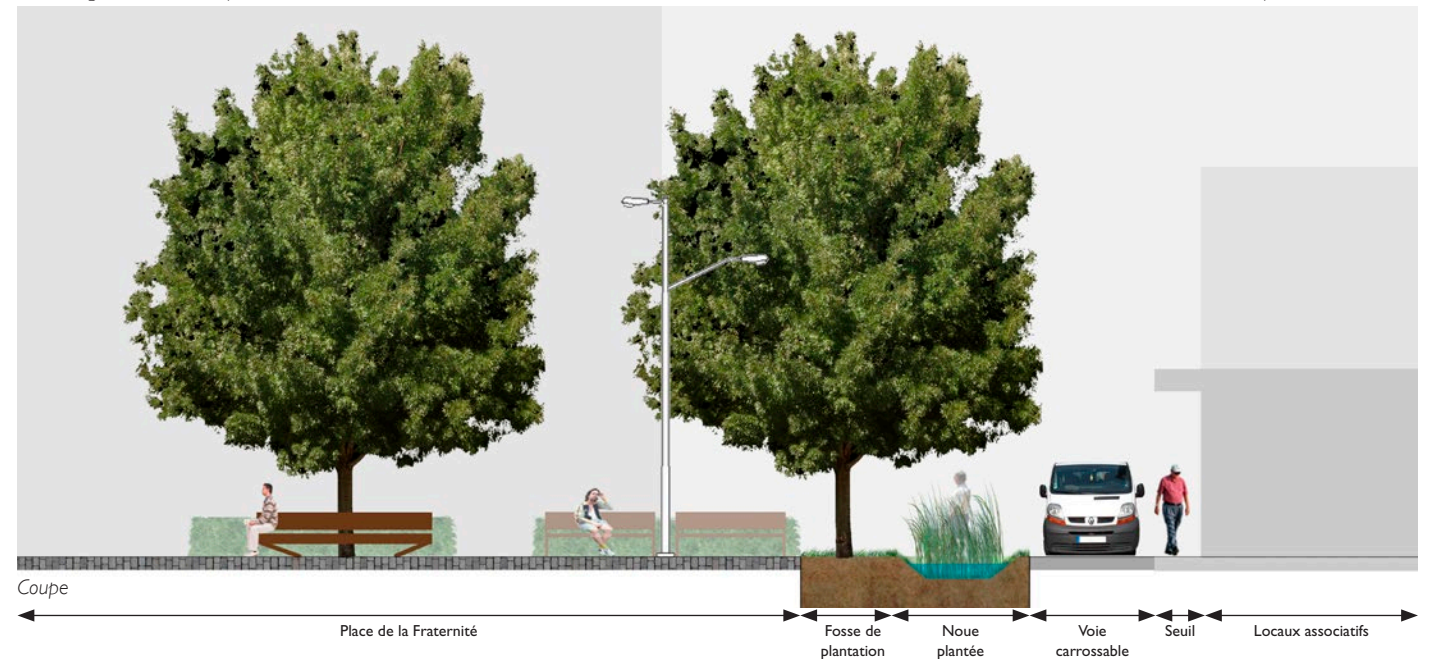 Coupe
Place de la Fraternité
Fosse de
plantation
Noue
plantée
Voie
carrossable
Seuil
Locaux associatifs